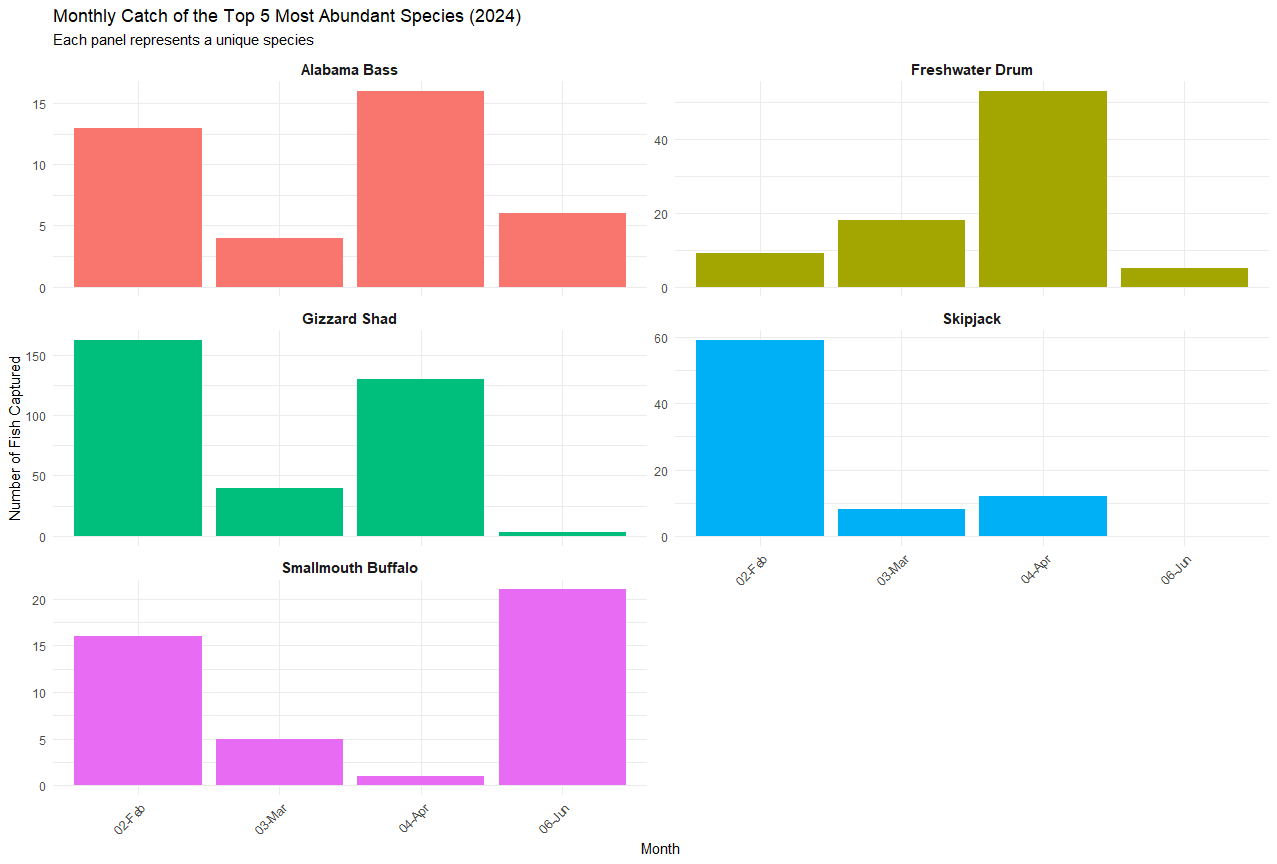 Monthly Catch of the Top 5 Most Abundant Species (2024)
Each panel represents a unique species
Alabama Bass
15
10
5
0
Freshwater Drum
40
20
0
Gizzard Shad
150
100
50
0
Skipjack
60
40
20
0
02-Feb
03-Mar
04-Apr
06-Jun
Smallmouth Buffalo
20
15
10
5
0
02-Feb
03-Mar
04-Apr
06-Jun
Number of Fish Captured
Month